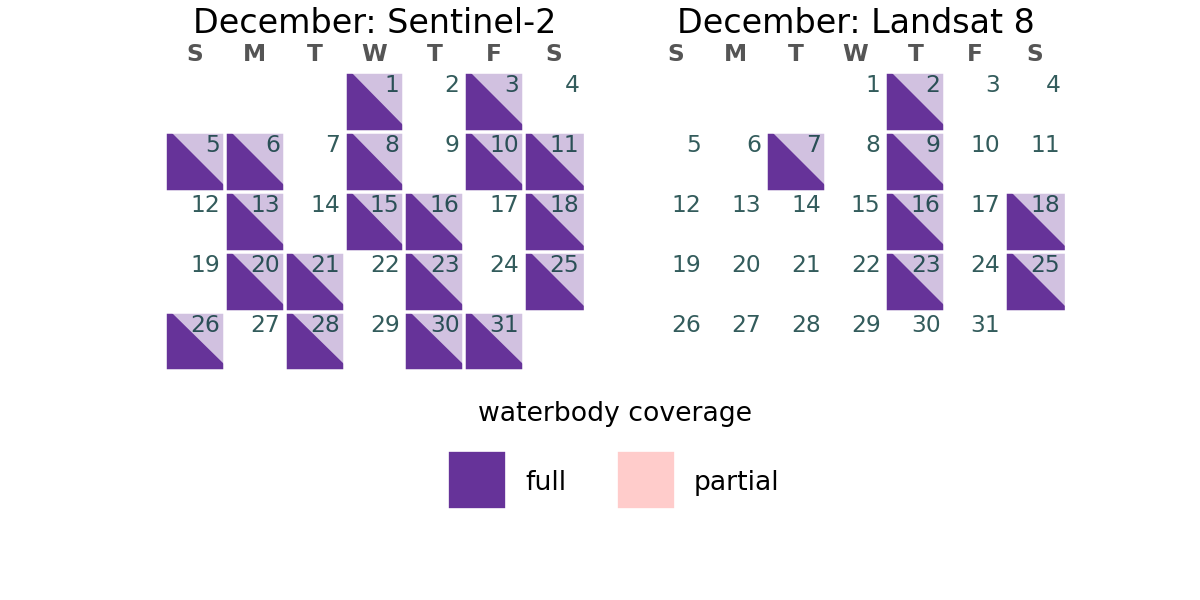 December: Sentinel-2
S M T W T F S
1 2 3 4
5 6 7 8 9 10 11
12 13 14 15 16 17 18
19 20 21 22 23 24 25
26 27 28 29 30 31
December: Landsat 8
S M T W T F S
1 2 3 4
5 6 7 8 9 10 11
12 13 14 15 16 17 18
19 20 21 22 23 24 25
26 27 28 29 30 31
waterbody coverage
full
partial